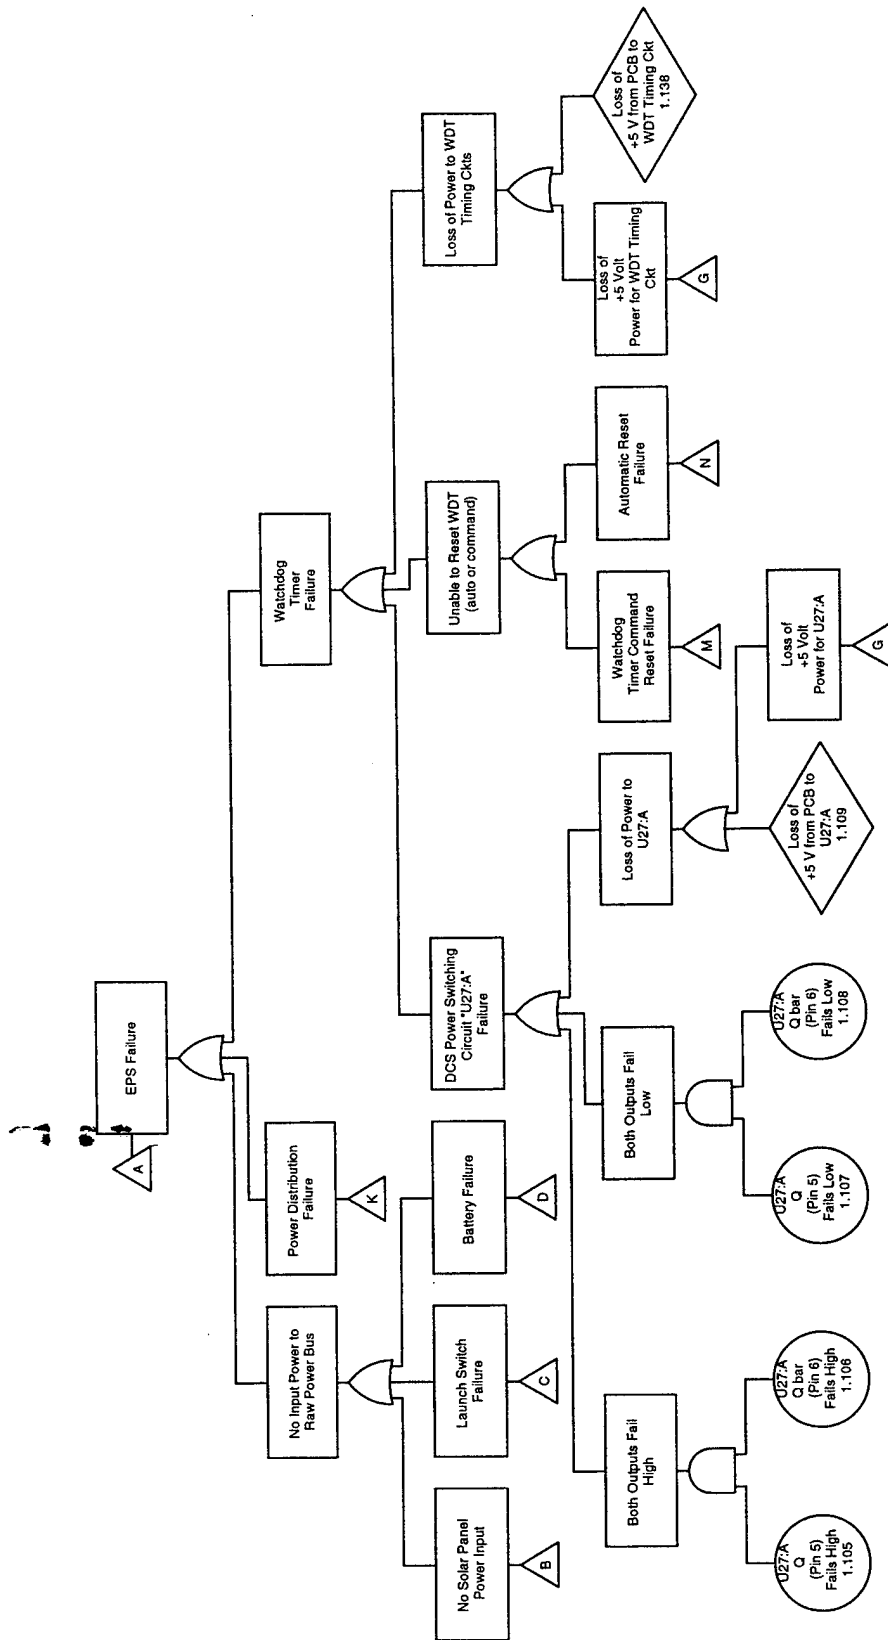 A
EPS Failure
No Input Power to
Raw Power Bus
Power Distribution
Failure
K
Watchdog
Timer
Failure
No Solar Panel
Power Input
B
Launch Switch
Failure
C
Battery Failure
D
DCS Power Switching
Circuit "U27:A"
Failure
Unable to Reset WDT
(auto or command)
Loss of Power to WDT
Timing Ckts
Both Outputs Fail
High
Both Outputs Fail
Low
Loss of Power to
U27:A
Watchdog
Timer Command
Reset Failure
M
Automatic Reset
Failure
N
Loss of
+5 Volt
Power for WDT Timing
Ckt
G
Loss of
+5 V from PCB to
WDT Timing Ckt
1.138
U27:A
Q
(Pin 5)
Fails High
1.105
U27:A
Q bar
(Pin 6)
Fails High
1.106
U27:A
Q
(Pin 5)
Fails Low
1.107
U27:A
Q bar
(Pin 6)
Fails Low
1.108
Loss of
+5 V from PCB to
U27:A
1.109
Loss of
+5 Volt
Power for U27:A
G